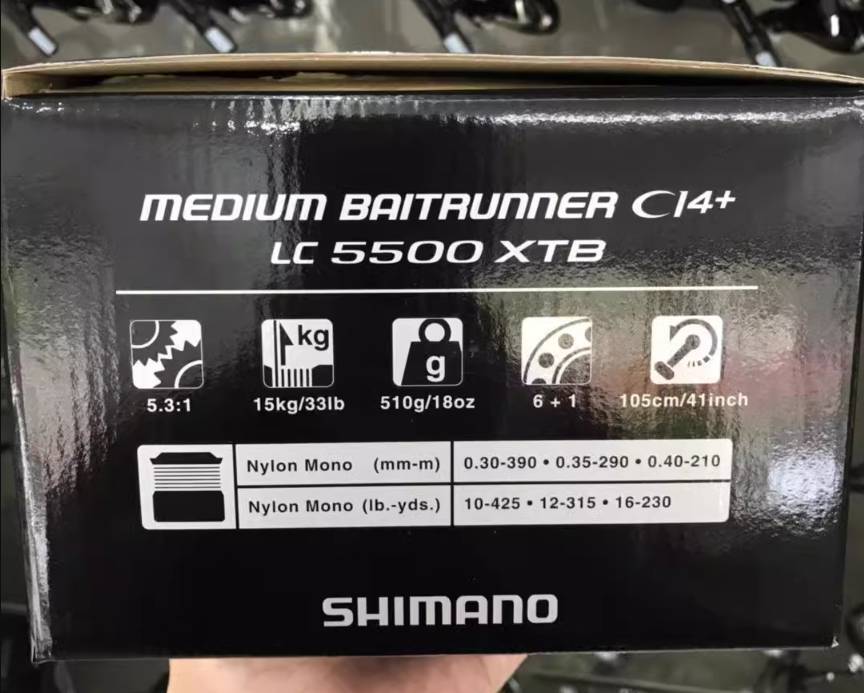 MEDIUM BAITRUNNER CI4+
LC 5500 XTB
kg
g
5.3:1 15kg/33lb 510g/18oz 6 + 1 105cm/41inch
Nylon Mono (mm-m) 0.30-390 • 0.35-290 • 0.40-210
Nylon Mono (lb.-yds.) 10-425 • 12-315 • 16-230
SHIMANO